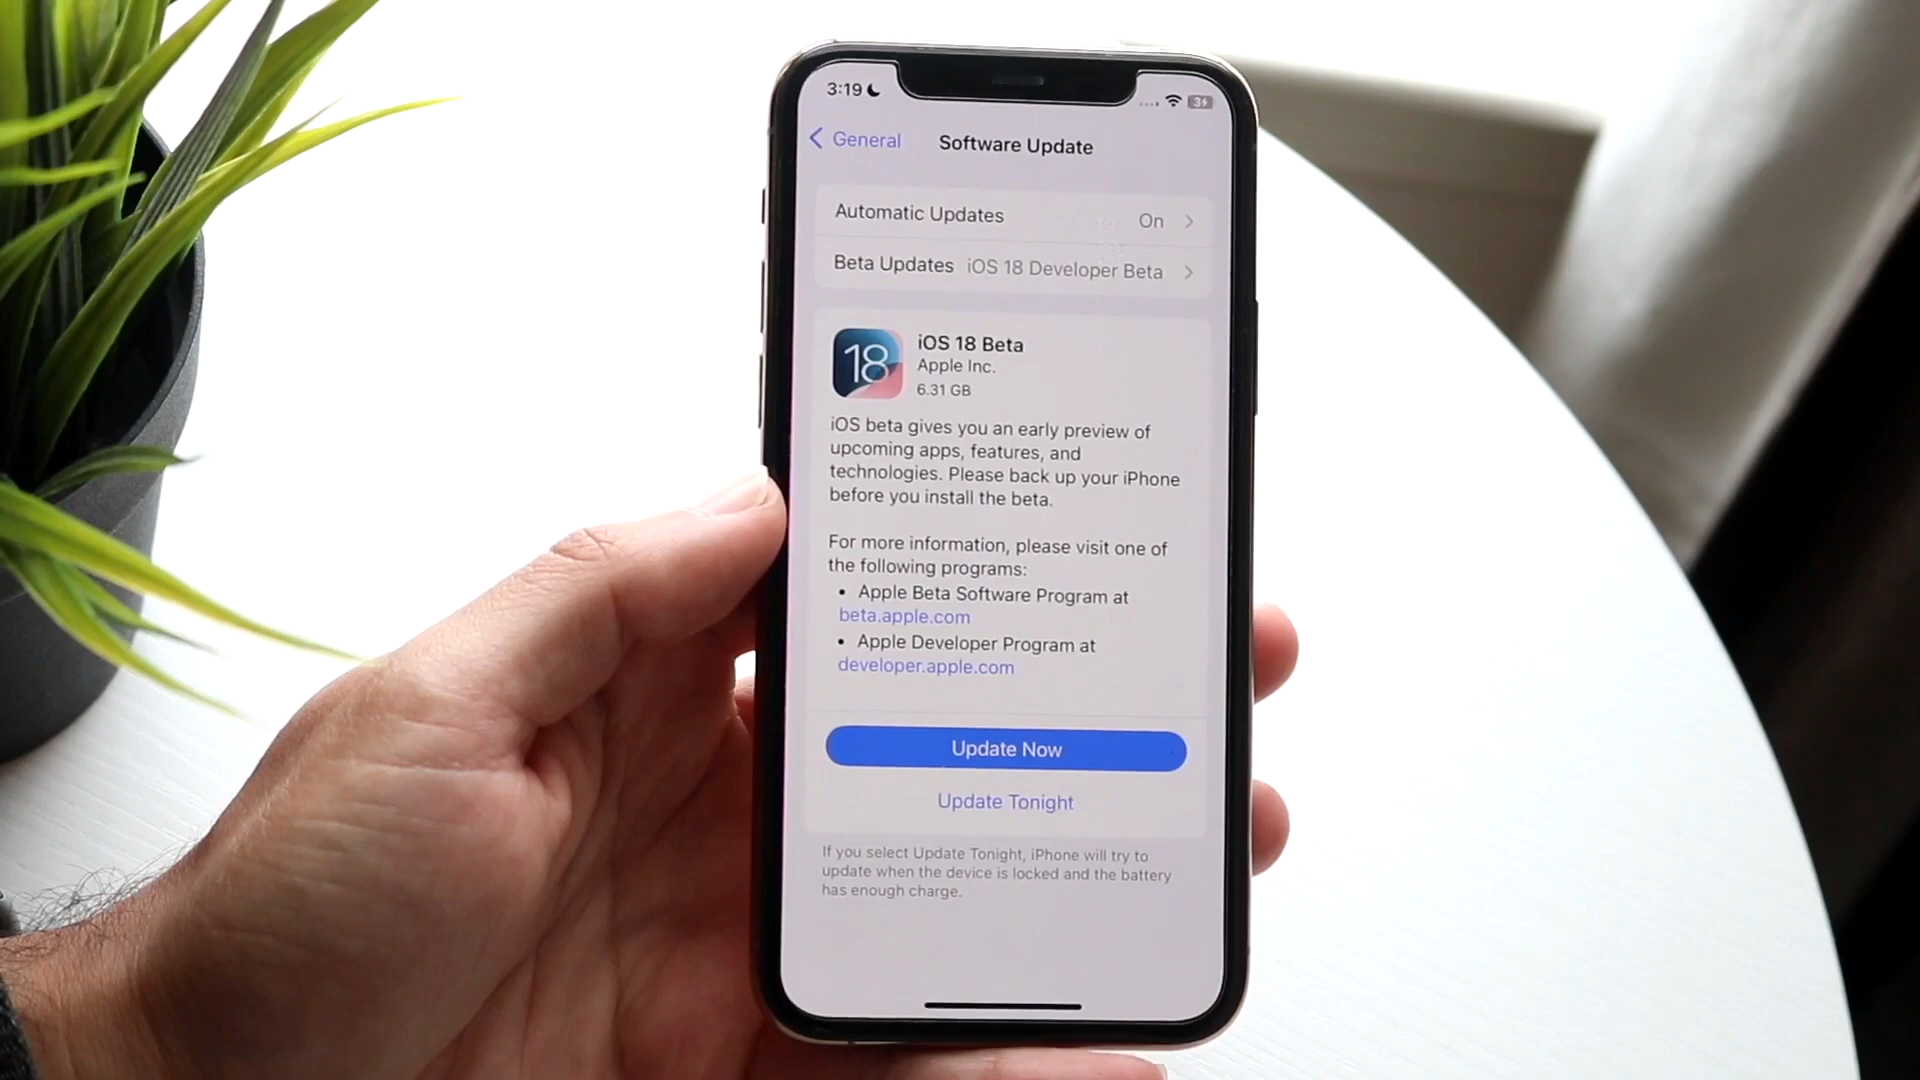 3:19
3
General
Software Update
Automatic Updates On
Beta Updates iOS 18 Developer Beta
18
iOS 18 Beta
Apple Inc.
6.31 GB
iOS beta gives you an early preview of
upcoming apps, features, and
technologies. Please back up your iPhone
before you install the beta.
For more information, please visit one of
the following programs:
• Apple Beta Software Program at
beta.apple.com
• Apple Developer Program at
developer.apple.com
Update Now
Update Tonight
If you select Update Tonight, iPhone will try to
update when the device is locked and the battery
has enough charge.